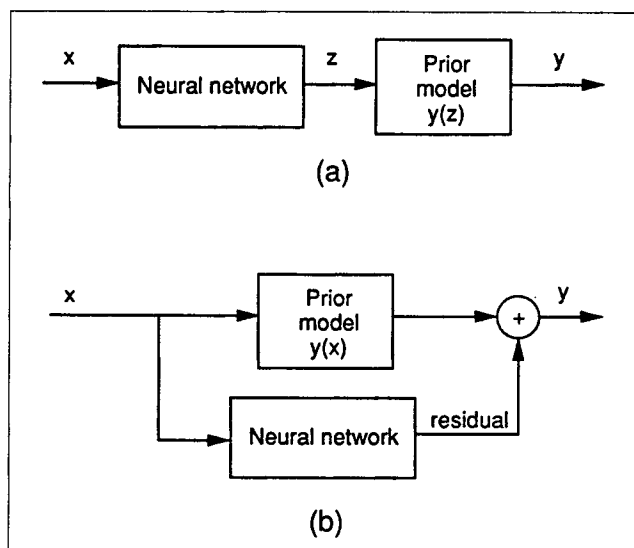 x
Neural network
z
Prior
model
y(z)
y
(a)
x
Prior
model
y(x)
+
y
Neural network
residual
(b)